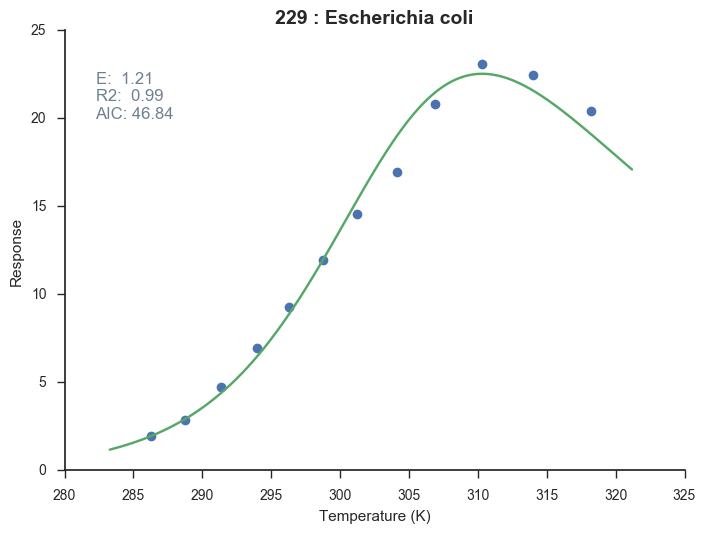 229 : Escherichia coli
E:  1.21
R2:  0.99
AIC: 46.84
Response
25
20
15
10
5
0
280 285 290 295 300 305 310 315 320 325
Temperature (K)